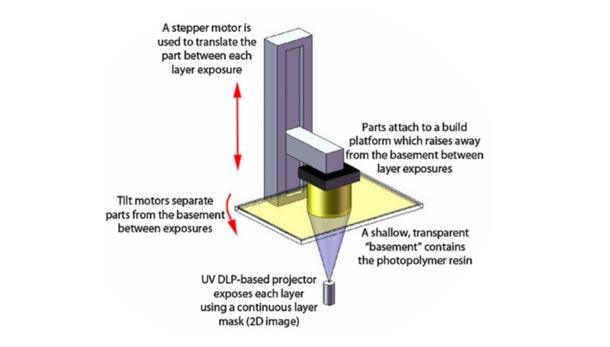 A stepper motor is
used to translate the
part between each
layer exposure
Parts attach to a build
platform which raises away
from the basement between
layer exposures
Tilt motors separate
parts from the basement
between exposures
A shallow, transparent
"basement" contains
the photopolymer resin
UV DLP-based projector
exposes each layer
using a continuous layer
mask (2D image)